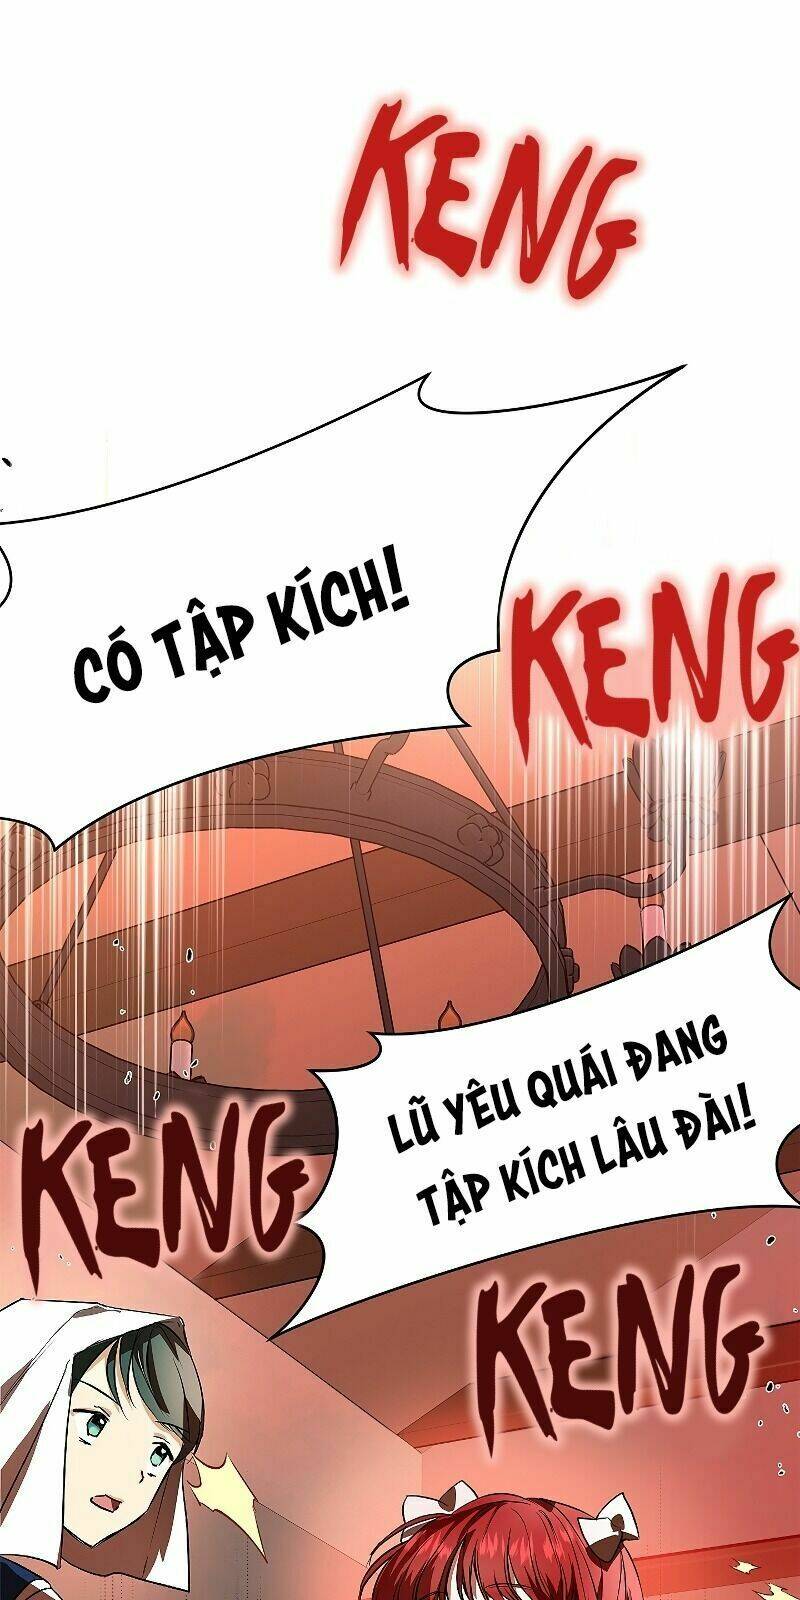 KENG
CÓ TẬP KÍCH!
KENG
LŨ YÊU QUÁI ĐANG
TẬP KÍCH LÂU ĐÀI!
KENG
KENG